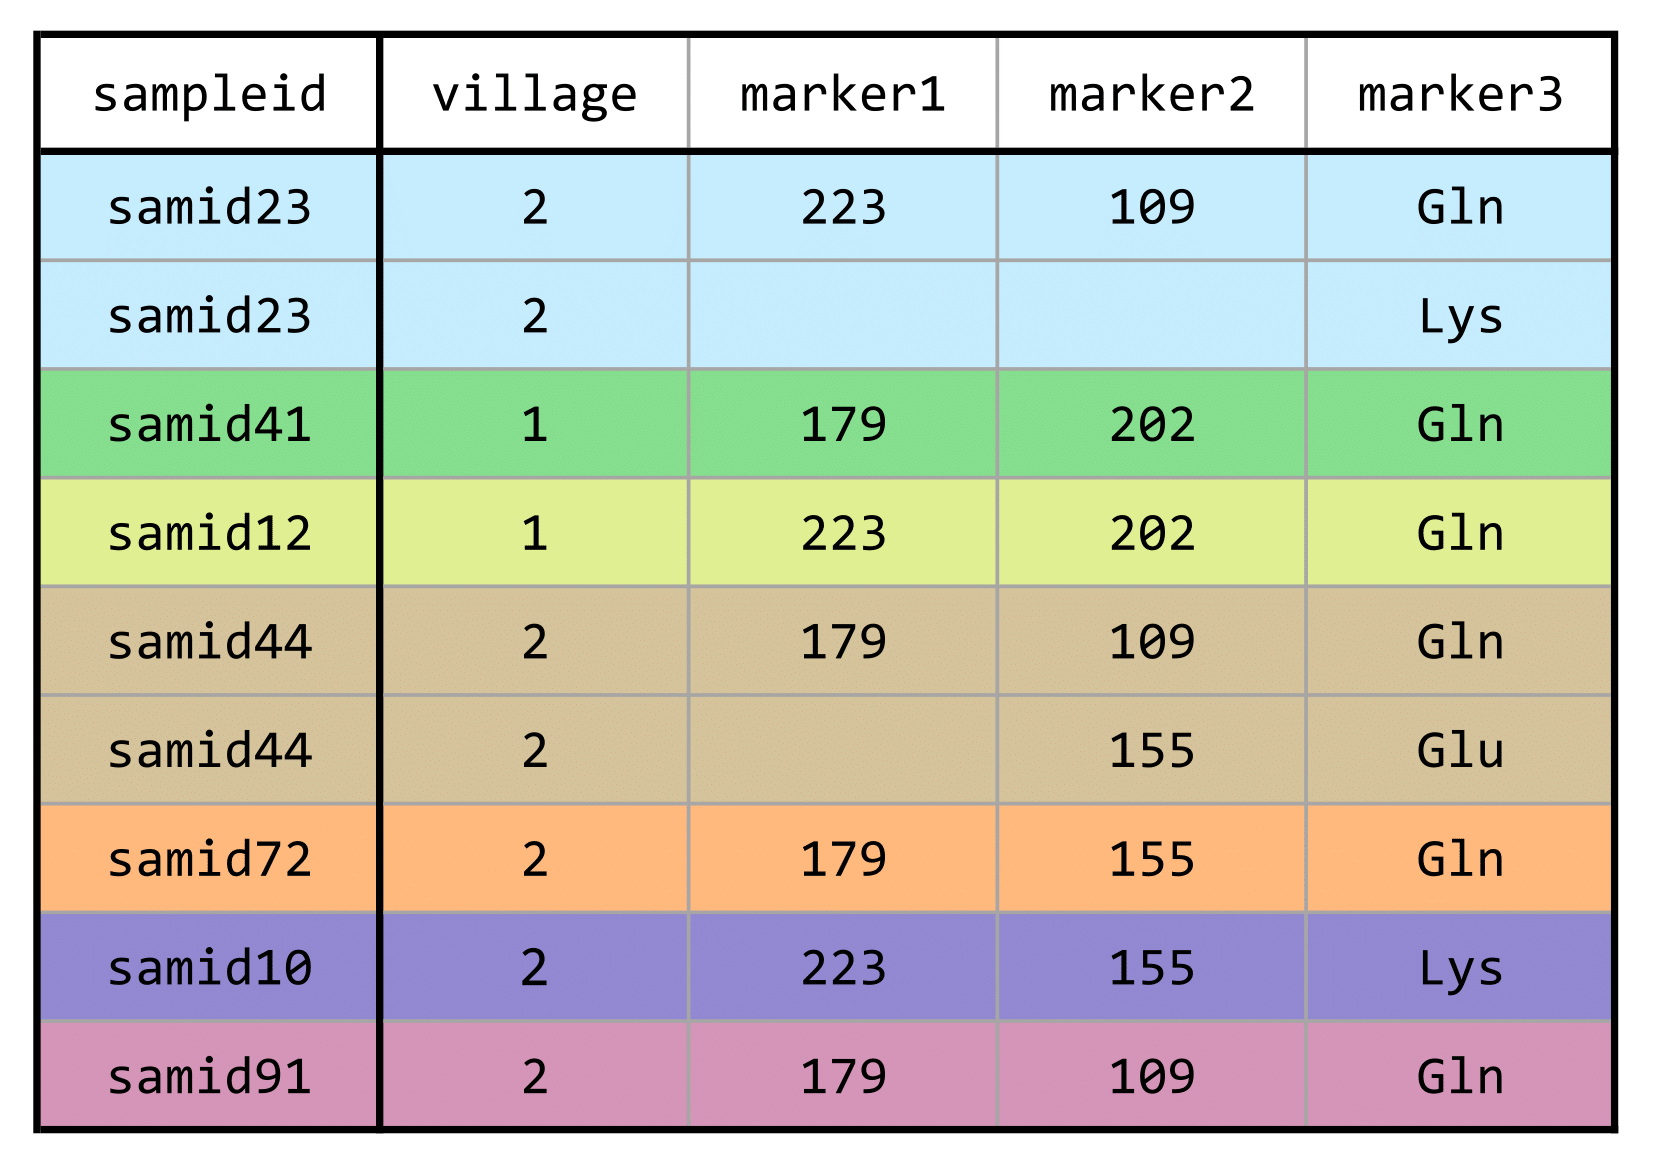 sampleid village marker1 marker2 marker3
samid23 2 223 109 Gln
samid23 2 Lys
samid41 1 179 202 Gln
samid12 1 223 202 Gln
samid44 2 179 109 Gln
samid44 2 155 Glu
samid72 2 179 155 Gln
samid10 2 223 155 Lys
samid91 2 179 109 Gln